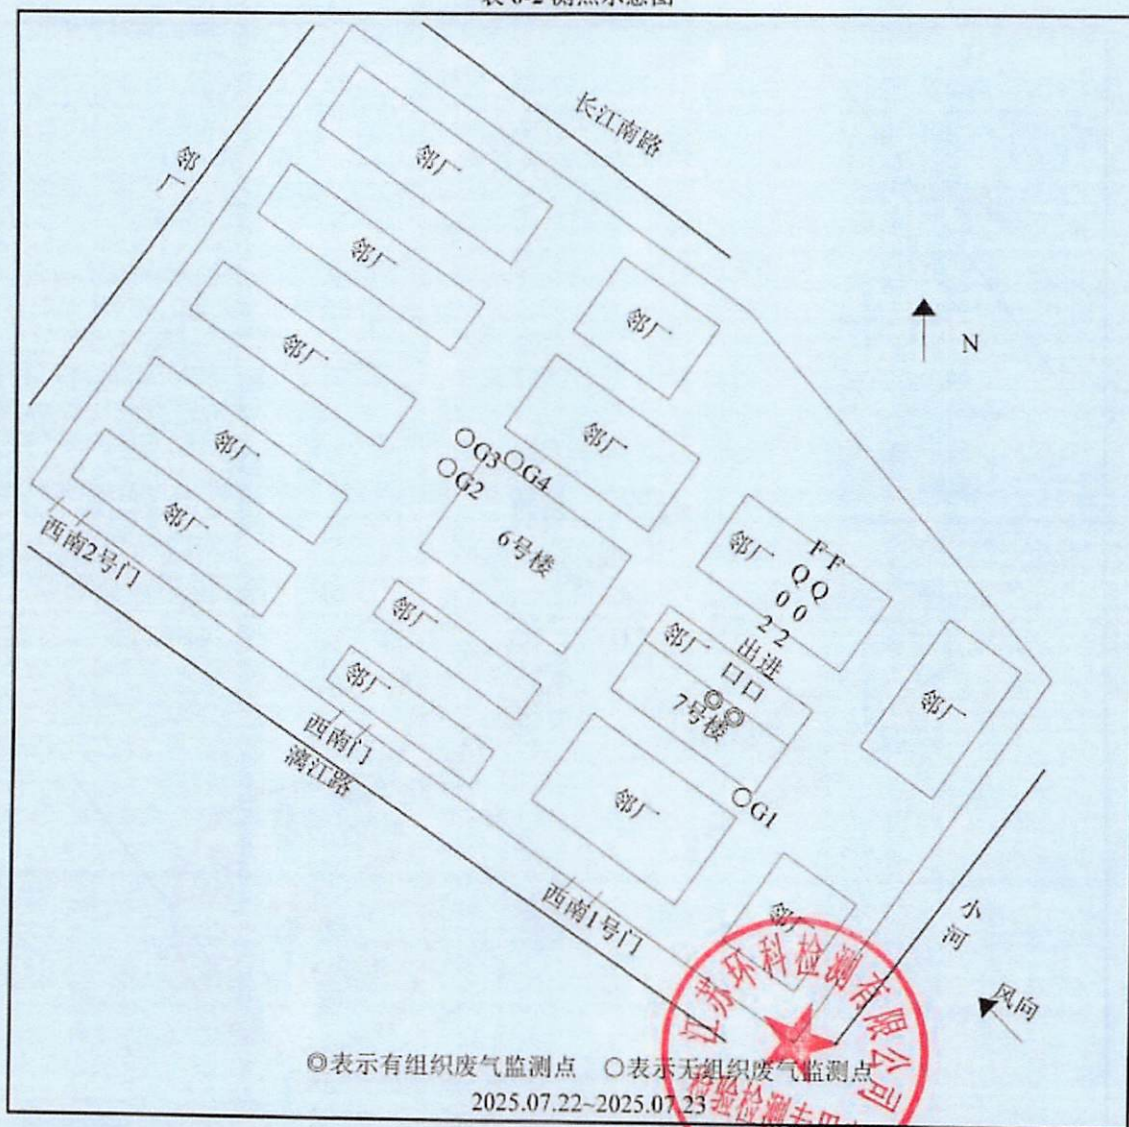 长江南路
邻厂
邻厂
邻厂
邻厂
邻厂
邻厂
邻厂
邻厂
N
G3
G4
G2
6号楼
邻厂
FQ02出口
FQ02进口
邻厂
7号楼
邻厂
邻厂
邻厂
西南2号门
西南门
漓江路
邻厂
G1
西南1号门
邻厂
小河
风向
江苏环科检测有限公司
◎表示有组织废气监测点 ○表示无组织废气监测点
2025.07.22~2025.07.23